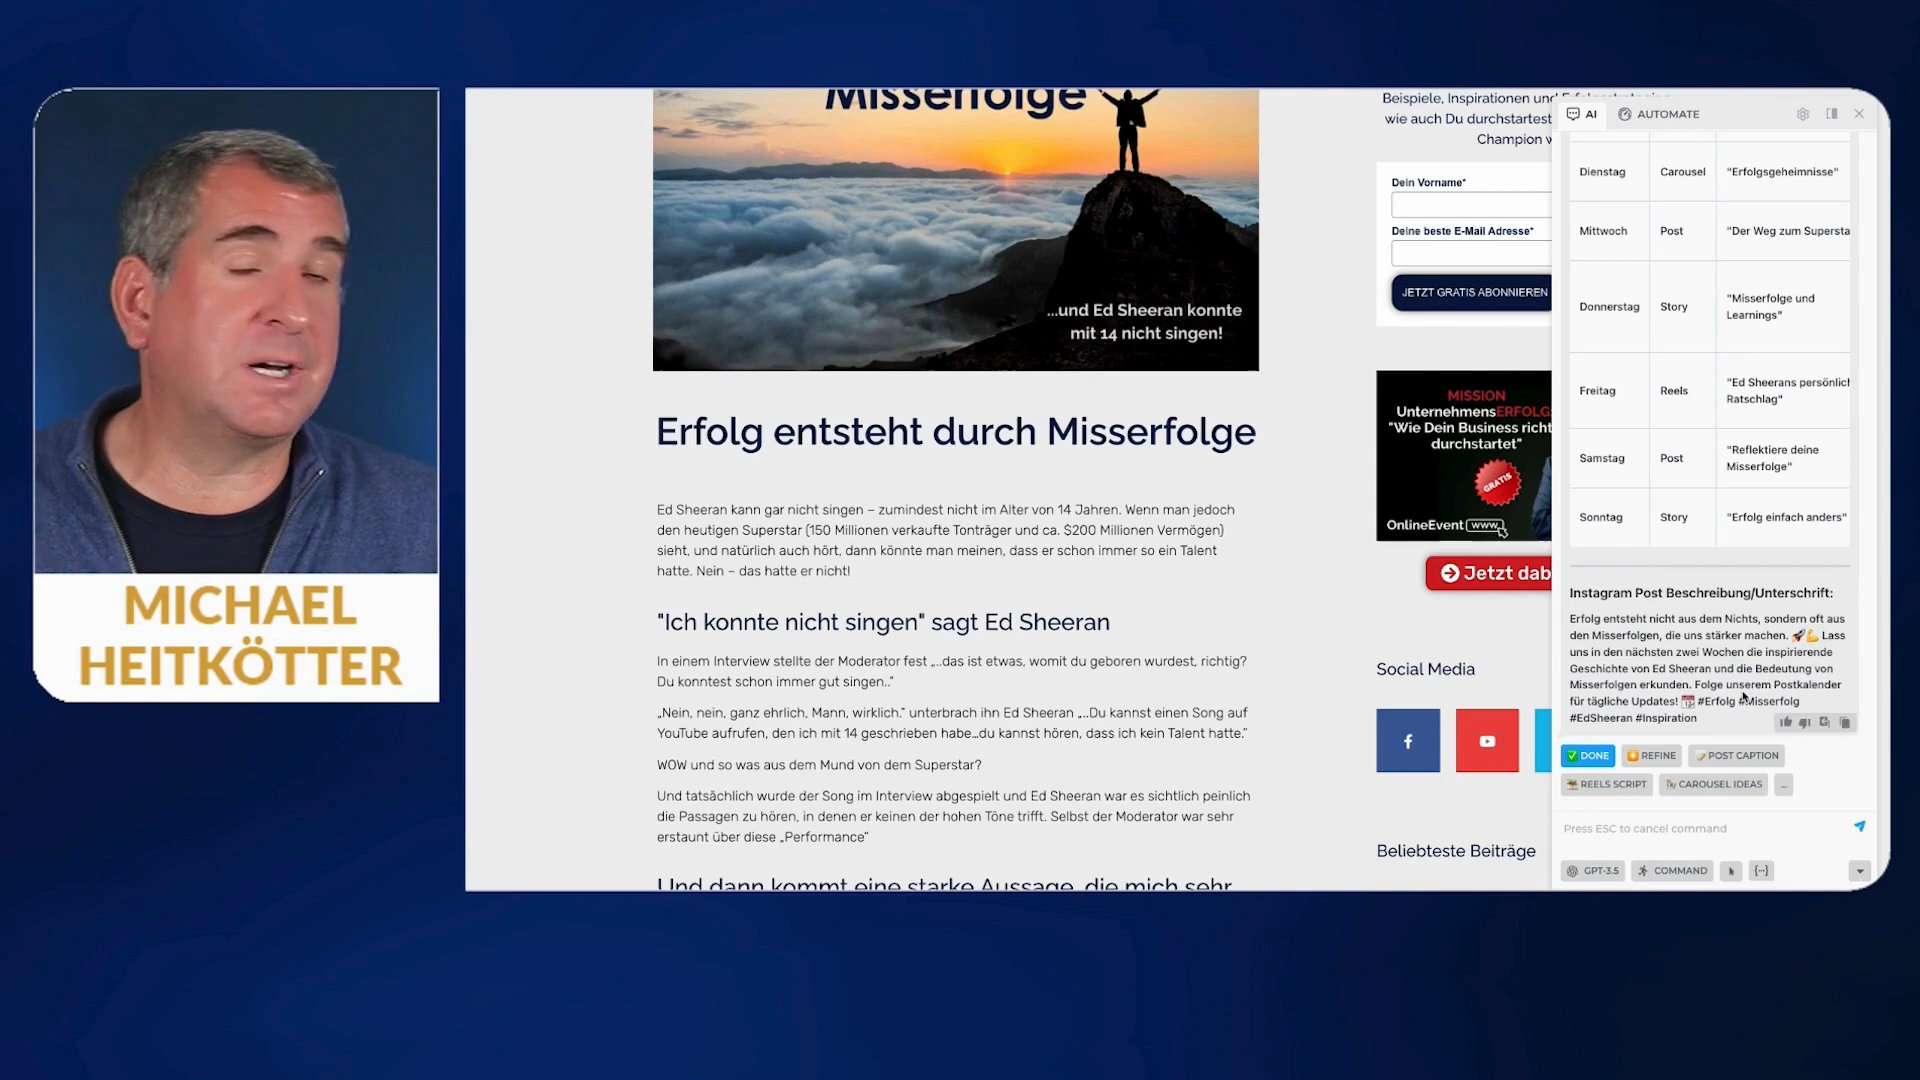 MICHAEL
HEITKÖTTER
Misserfolge
...und Ed Sheeran konnte
mit 14 nicht singen!
Erfolg entsteht durch Misserfolge
Ed Sheeran kann gar nicht singen – zumindest nicht im Alter von 14 Jahren. Wenn man jedoch
den heutigen Superstar (150 Millionen verkaufte Tonträger und ca. $200 Millionen Vermögen)
sieht, und natürlich auch hört, dann könnte man meinen, dass er schon immer so ein Talent
hatte. Nein – das hatte er nicht!
"Ich konnte nicht singen" sagt Ed Sheeran
In einem Interview stellte der Moderator fest „..das ist etwas, womit du geboren wurdest, richtig?
Du konntest schon immer gut singen..“
„Nein, nein, ganz ehrlich, Mann, wirklich.“ unterbrach ihn Ed Sheeran „..Du kannst einen Song auf
YouTube aufrufen, den ich mit 14 geschrieben habe…du kannst hören, dass ich kein Talent hatte.“
WOW und so was aus dem Mund von dem Superstar?
Und tatsächlich wurde der Song im Interview abgespielt und Ed Sheeran war es sichtlich peinlich
die Passagen zu hören, in denen er keinen der hohen Töne trifft. Selbst der Moderator war sehr
erstaunt über diese „Performance“
Und dann kommt eine starke Aussage, die mich sehr
Beispiele, Inspirationen und Erfolgsstrategien
wie auch Du durchstartest
Champion w
Dein Vorname*
Deine beste E-Mail Adresse*
JETZT GRATIS ABONNIEREN
MISSION
UnternehmensERFOLG:
"Wie Dein Business richt
durchstartet"
GRATIS
OnlineEvent www.
Jetzt dab
Social Media
Beliebteste Beiträge
AI AUTOMATE
Dienstag Carousel "Erfolgsgeheimnisse"
Mittwoch Post "Der Weg zum Supersta
Donnerstag Story "Misserfolge und
Learnings"
Freitag Reels "Ed Sheerans persönlich
Ratschlag"
Samstag Post "Reflektiere deine
Misserfolge"
Sonntag Story "Erfolg einfach anders"
Instagram Post Beschreibung/Unterschrift:
Erfolg entsteht nicht aus dem Nichts, sondern oft aus
den Misserfolgen, die uns stärker machen. 🚀💪 Lass
uns in den nächsten zwei Wochen die inspirierende
Geschichte von Ed Sheeran und die Bedeutung von
Misserfolgen erkunden. Folge unserem Postkalender
für tägliche Updates! 📆 #Erfolg #Misserfolg
#EdSheeran #Inspiration
✅ DONE REFINE 📝 POST CAPTION
REELS SCRIPT CAROUSEL IDEAS ...
Press ESC to cancel command
GPT-3.5 COMMAND {...}